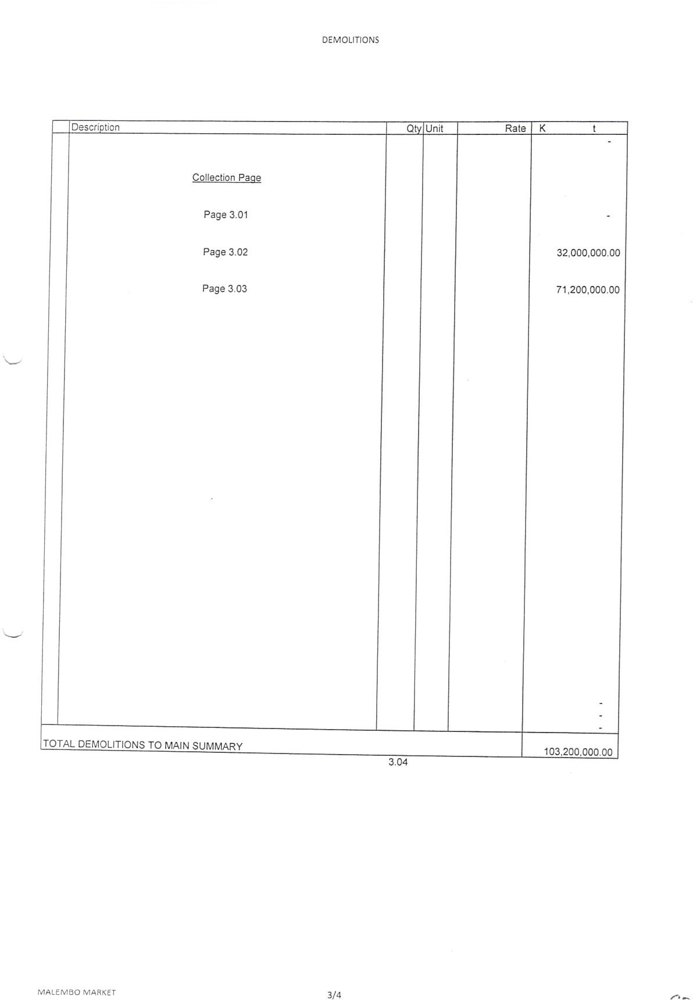 DEMOLITIONS
Description Qty Unit Rate K t
-
Collection Page
Page 3.01 -
Page 3.02 32,000,000.00
Page 3.03 71,200,000.00
-
-
-
TOTAL DEMOLITIONS TO MAIN SUMMARY 103,200,000.00
3.04
MALEMBO MARKET 3/4